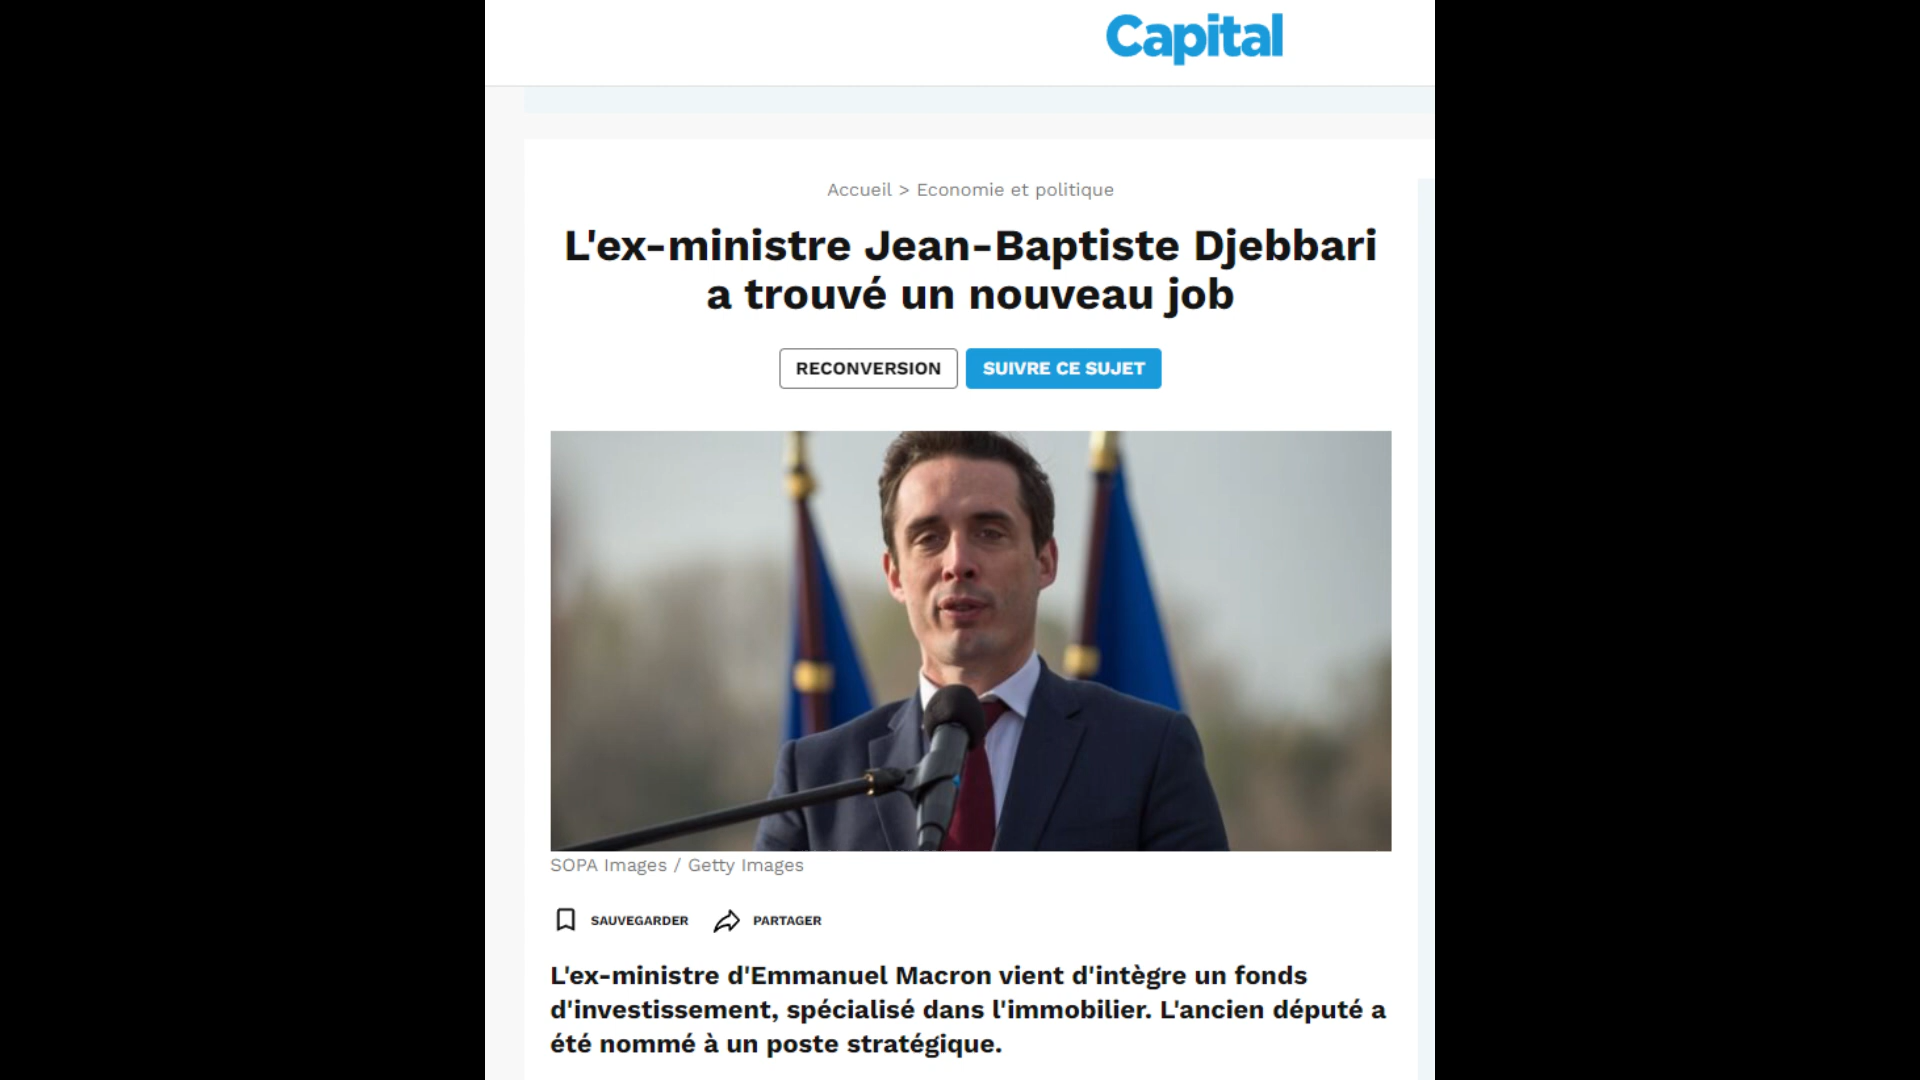 Capital
Accueil > Economie et politique
L'ex-ministre Jean-Baptiste Djebbari
a trouvé un nouveau job
RECONVERSION SUIVRE CE SUJET
SOPA Images / Getty Images
SAUVEGARDER PARTAGER
L'ex-ministre d'Emmanuel Macron vient d'intègre un fonds
d'investissement, spécialisé dans l'immobilier. L'ancien député a
été nommé à un poste stratégique.